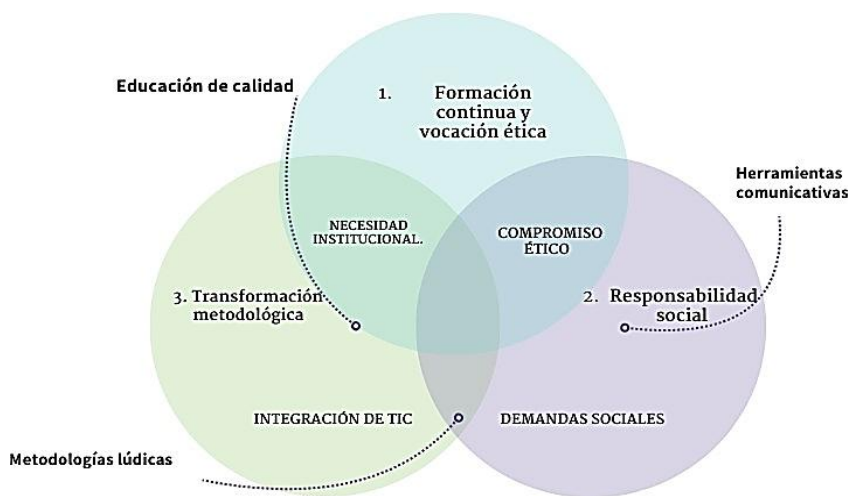 Educación de calidad
1. Formación
continua y
vocación ética
Herramientas
comunicativas
NECESIDAD
INSTITUCIONAL.
COMPROMISO
ÉTICO
3. Transformación
metodológica
2. Responsabilidad
social
INTEGRACIÓN DE TIC
DEMANDAS SOCIALES
Metodologías lúdicas